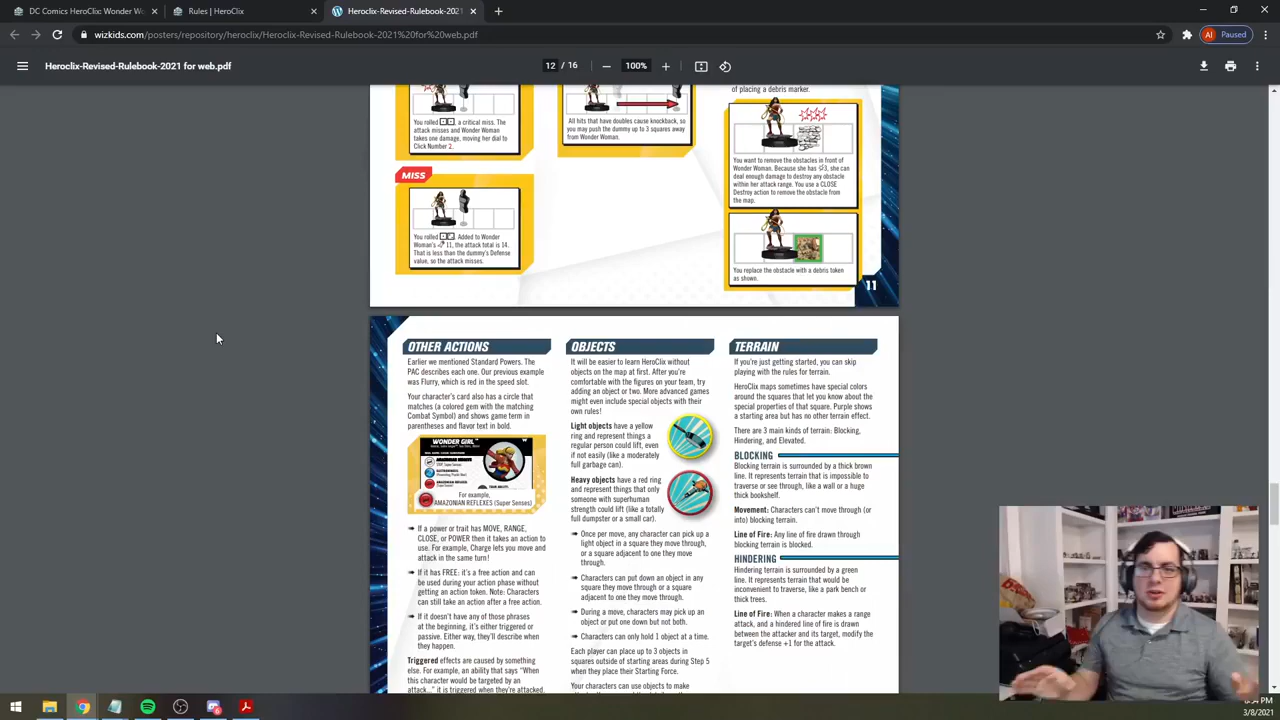 DC Comics HeroClix Wonder Wo
Rules | HeroClix
Heroclix-Revised-Rulebook-2021
wizkids.com/posters/repository/heroclix/Heroclix-Revised-Rulebook-2021%20for%20web.pdf
Paused
Heroclix-Revised-Rulebook-2021 for web.pdf
12 / 16
100%
You rolled , a critical miss. The
attack misses and Wonder Woman
takes one damage, moving her dial to
Click Number 2.
MISS
You rolled . Added to Wonder
Woman's 11, the attack total is 14.
That is less than the dummy's Defense
value, so the attack misses.
All hits that have doubles cause knockback, so
you may push the dummy up to 3 squares away
from Wonder Woman.
of placing a debris marker.
You want to remove the obstacles in front of
Wonder Woman. Because she has 3, she can
deal enough damage to destroy any obstacle
within her attack range. You use a CLOSE
Destroy action to remove the obstacle from
the map.
You replace the obstacle with a debris token
as shown.
11
OTHER ACTIONS
Earlier we mentioned Standard Powers. The
PAC describes each one. Our previous example
was Flurry, which is red in the speed slot.
Your character's card also has a circle that
matches (a colored gem with the matching
Combat Symbol) and shows game term in
parentheses and flavor text in bold.
WONDER GIRL
For example,
AMAZONIAN REFLEXES (Super Senses)
➠ If a power or trait has MOVE, RANGE,
CLOSE, or POWER then it takes an action to
use. For example, Charge lets you move and
attack in the same turn!
➠ If it has FREE: it's a free action and can
be used during your action phase without
getting an action token. Note: Characters
can still take an action after a free action.
➠ If it doesn't have any of those phrases
at the beginning, it's either triggered or
passive. Either way, they'll describe when
they happen.
Triggered effects are caused by something
else. For example, an ability that says "When
this character would be targeted by an
attack..." it is triggered when they're attacked.
OBJECTS
It will be easier to learn HeroClix without
objects on the map at first. After you're
comfortable with the figures on your team, try
adding an object or two. More advanced games
might even include special objects with their
own rules!
Light objects have a yellow
ring and represent things a
regular person could lift, even
if not easily (like a moderately
full garbage can).
Heavy objects have a red ring
and represent things that only
someone with superhuman
strength could lift (like a totally
full dumpster or a small car).
➠ Once per move, any character can pick up a
light object in a square they move through,
or a square adjacent to one they move
through.
➠ Characters can put down an object in any
square they move through or a square
adjacent to one they move through.
➠ During a move, characters may pick up an
object or put one down but not both.
➠ Characters can only hold 1 object at a time.
Each player can place up to 3 objects in
squares outside of starting areas during Step 5
when they place their Starting Force.
Your characters can use objects to make
TERRAIN
If you're just getting started, you can skip
playing with the rules for terrain.
HeroClix maps sometimes have special colors
around the squares that let you know about the
special properties of that square. Purple shows
a starting area but has no other terrain effect.
There are 3 main kinds of terrain: Blocking,
Hindering, and Elevated.
BLOCKING
Blocking terrain is surrounded by a thick brown
line. It represents terrain that is impossible to
traverse or see through, like a wall or a huge
thick bookshelf.
Movement: Characters can't move through (or
into) blocking terrain.
Line of Fire: Any line of fire drawn through
blocking terrain is blocked.
HINDERING
Hindering terrain is surrounded by a green
line. It represents terrain that would be
inconvenient to traverse, like a park bench or
thick trees.
Line of Fire: When a character makes a range
attack, and a hindered line of fire is drawn
between the attacker and its target, modify the
target's defense +1 for the attack.
PM
3/8/2021